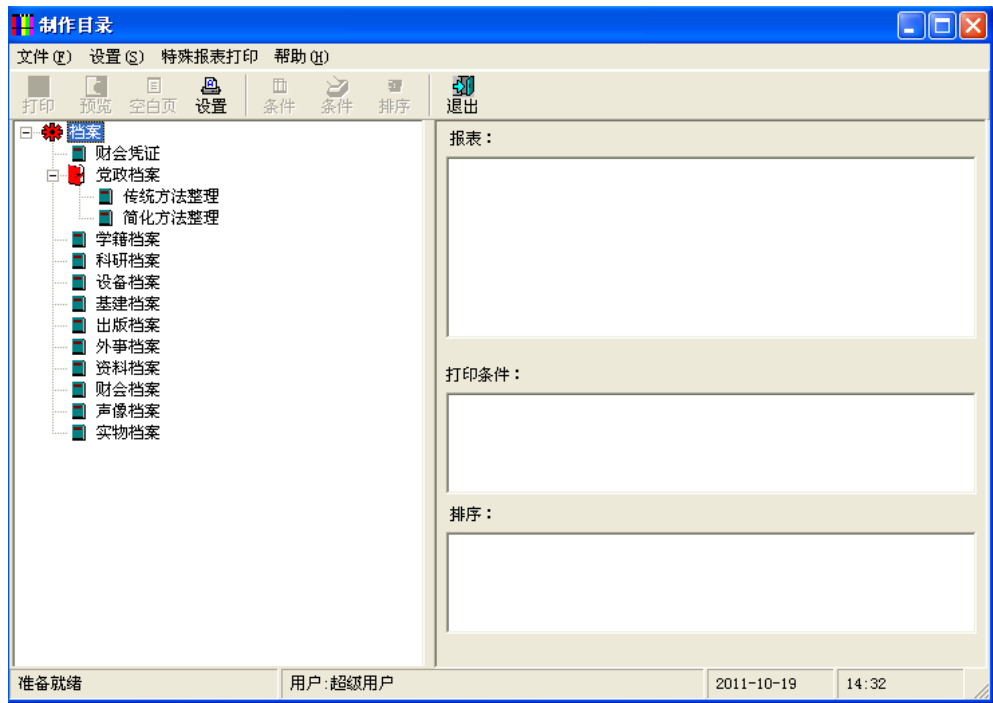 制作目录
文件(F) 设置(S) 特殊报表打印 帮助(H)
打印 预览 空白页 设置 条件 条件 排序 退出
档案
财会凭证
党政档案
传统方法整理
简化方法整理
学籍档案
科研档案
设备档案
基建档案
出版档案
外事档案
资料档案
财会档案
声像档案
实物档案
报表：
打印条件：
排序：
准备就绪 用户:超级用户 2011-10-19 14:32